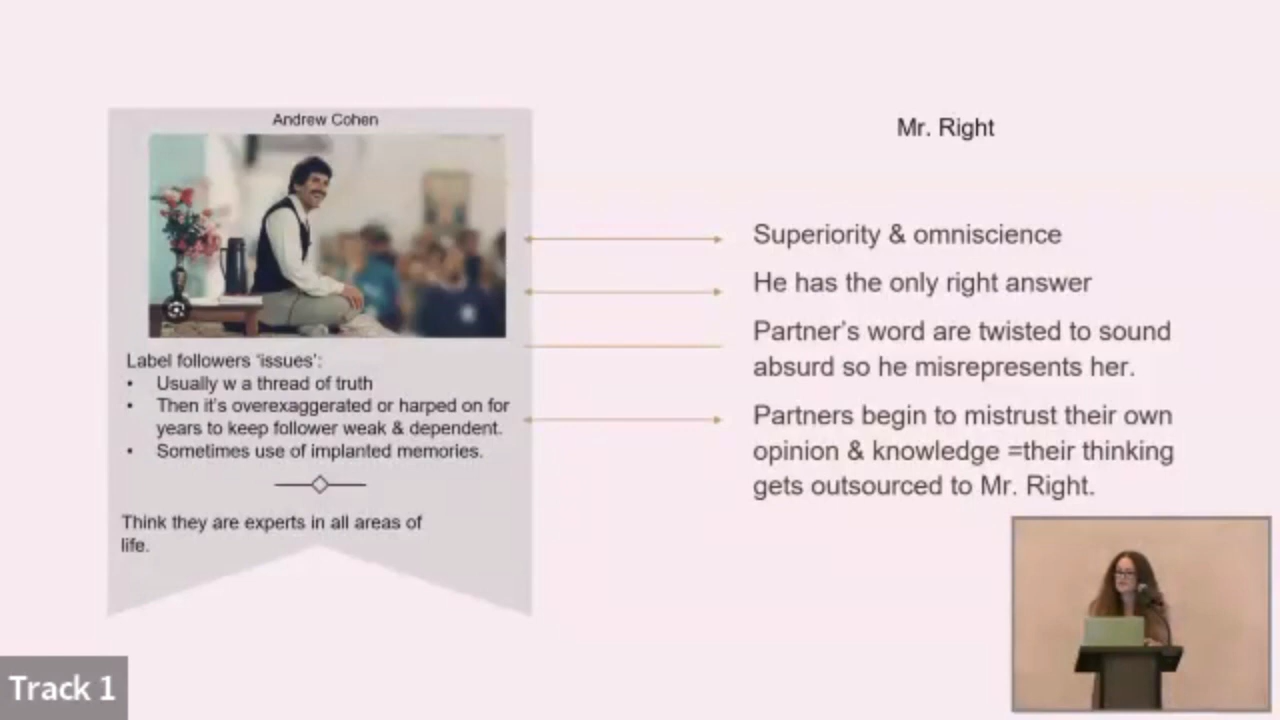 Andrew Cohen
Label followers ‘issues’:
• Usually w a thread of truth
• Then it’s overexaggerated or harped on for
years to keep follower weak & dependent.
• Sometimes use of implanted memories.
Think they are experts in all areas of
life.
Mr. Right
Superiority & omniscience
He has the only right answer
Partner’s word are twisted to sound
absurd so he misrepresents her.
Partners begin to mistrust their own
opinion & knowledge =their thinking
gets outsourced to Mr. Right.
Track 1